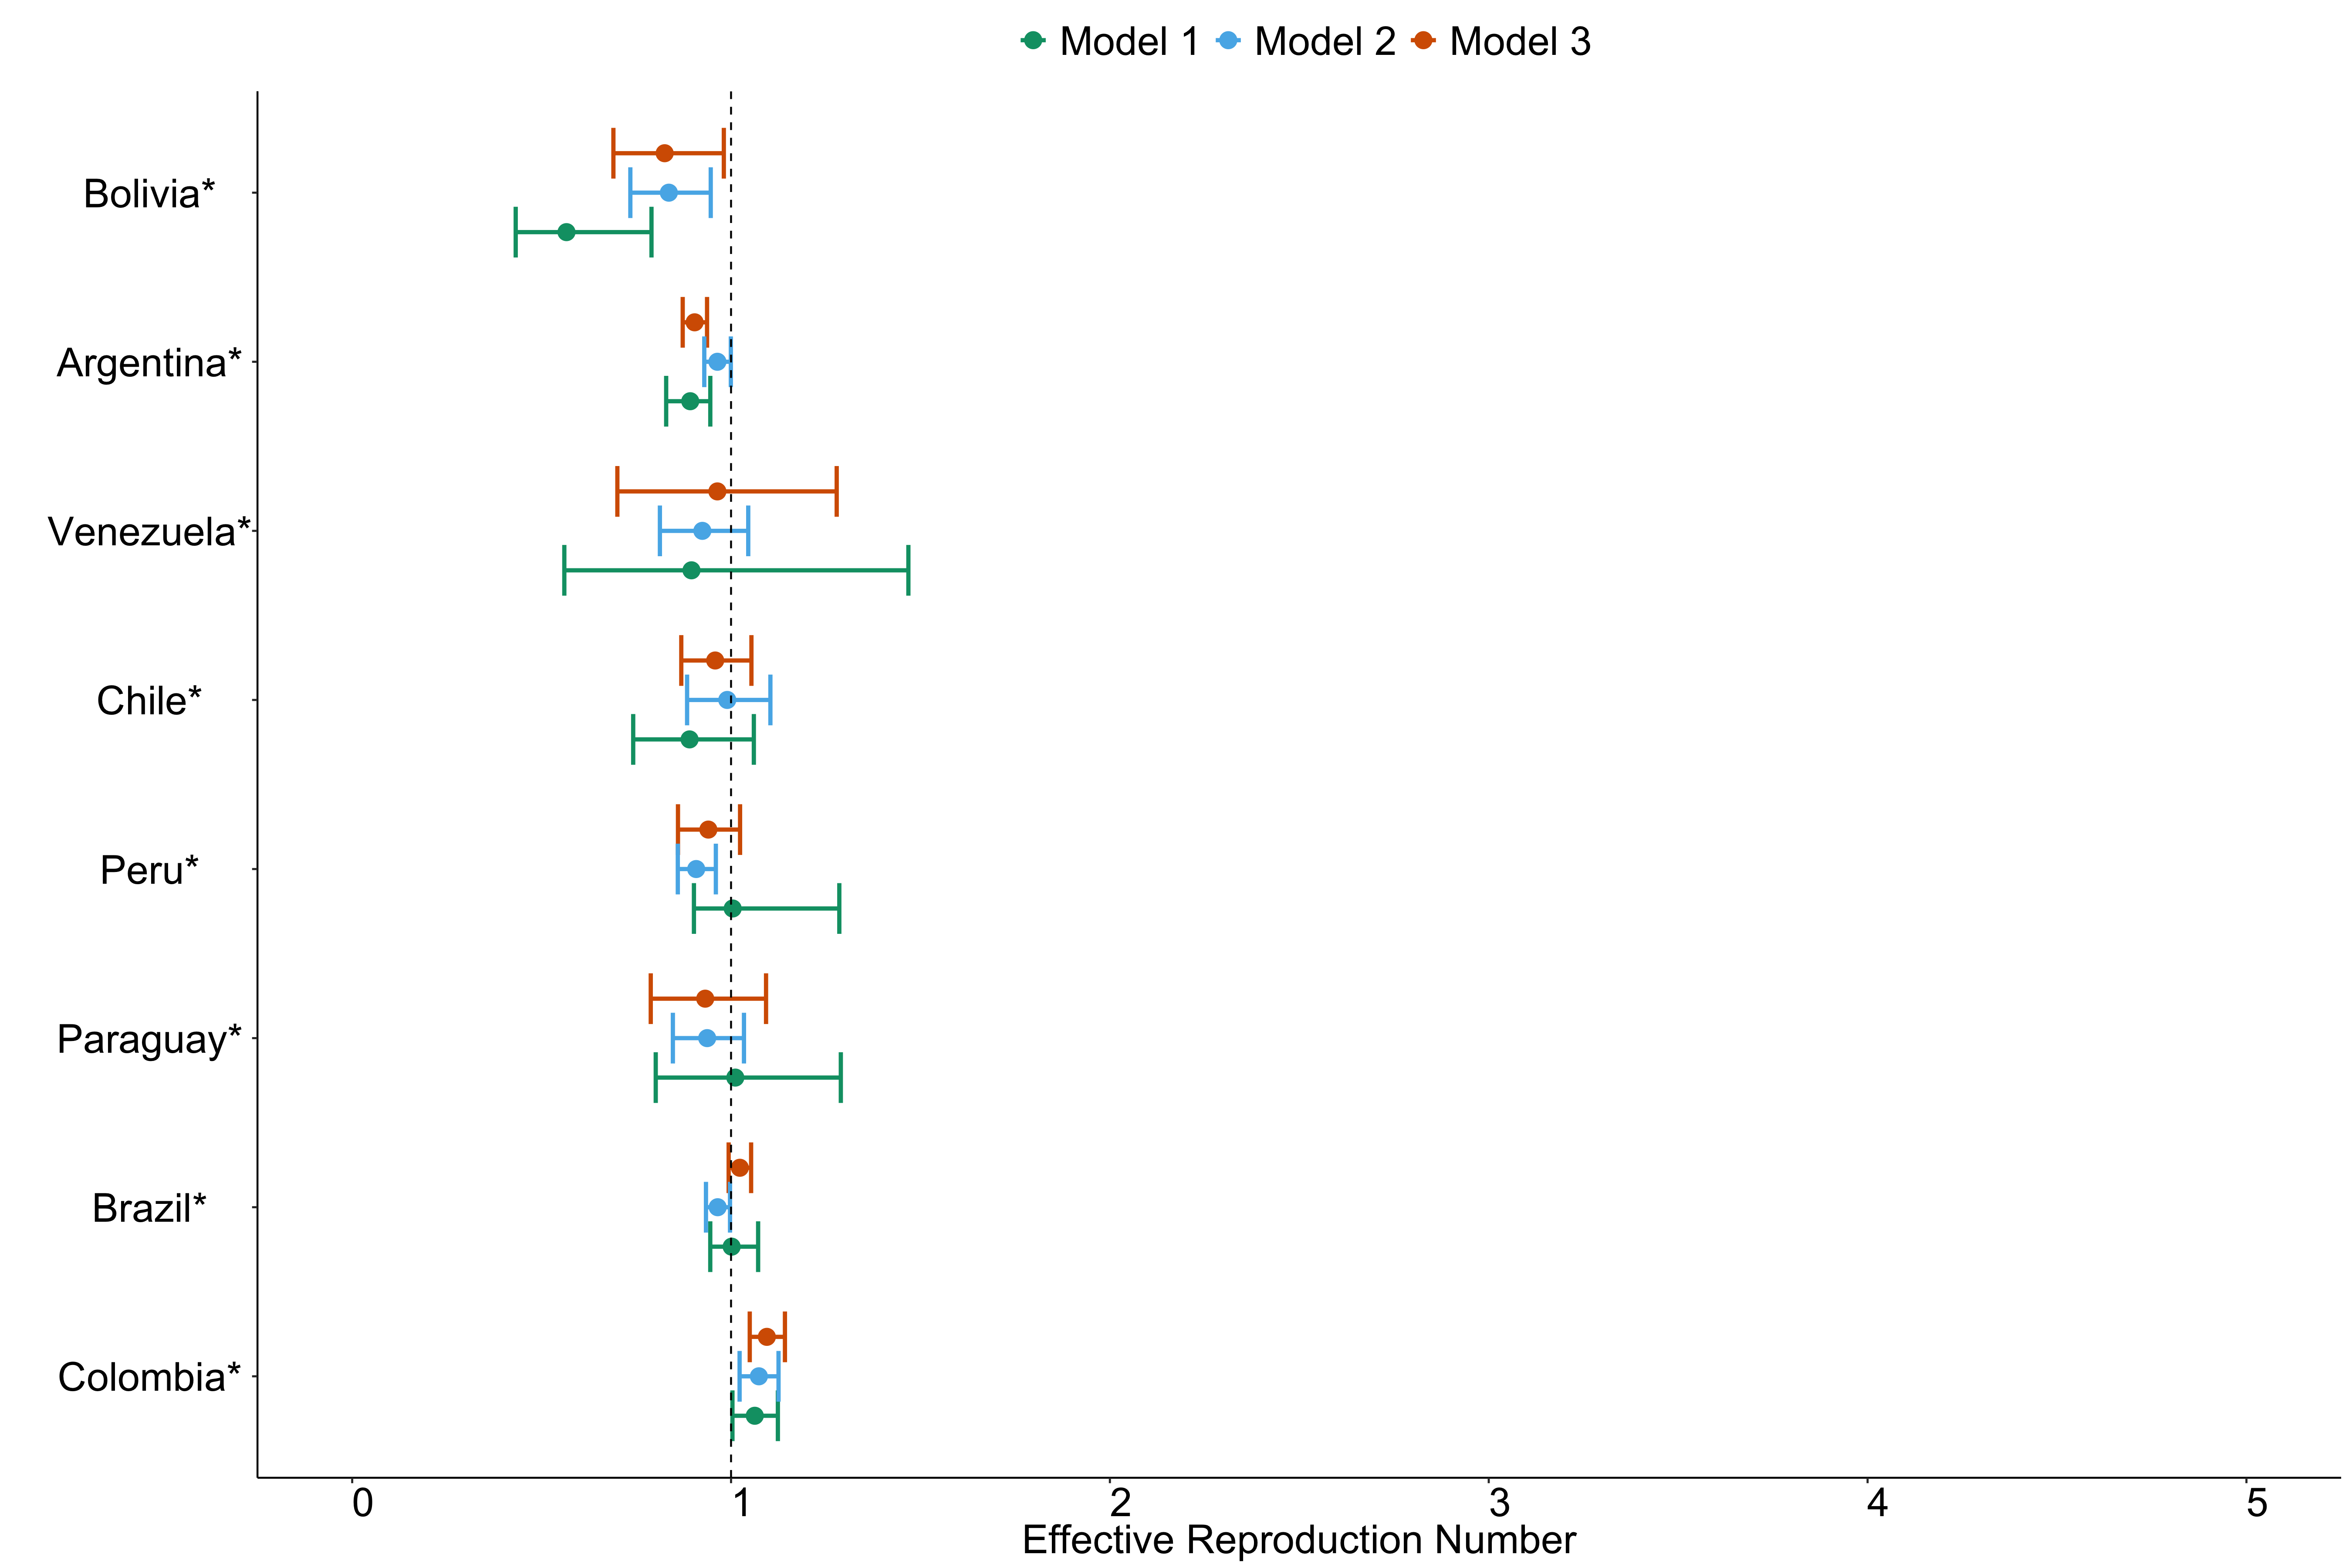 Model 1 Model 2 Model 3
Bolivia*
Argentina*
Venezuela*
Chile*
Peru*
Paraguay*
Brazil*
Colombia*
0 1 2 3 4 5
Effective Reproduction Number